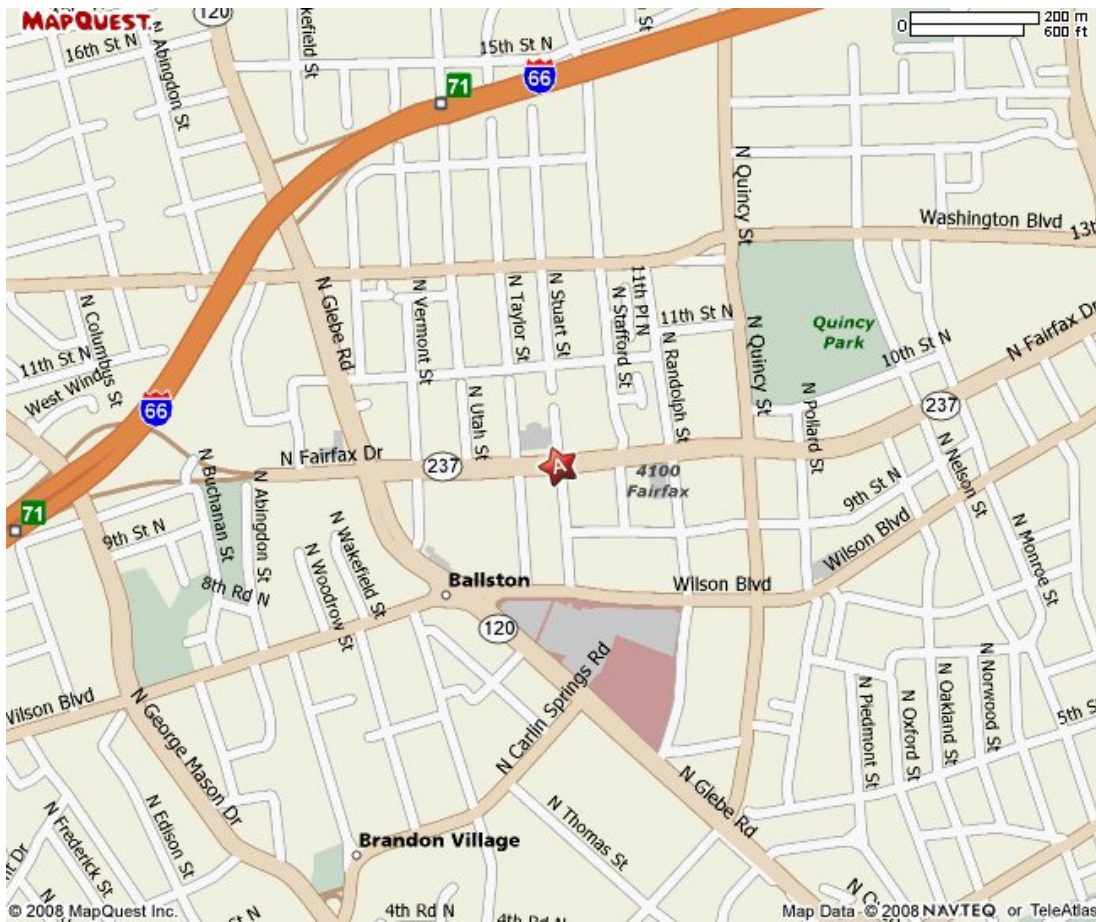 MAPQUEST.
120
kefield St
15th St N
St
200 m
0
600 ft
16th St N
N Abingdon St
71
66
N Quincy St
Washington Blvd
13t
N Columbus St
N Glebe Rd
N Vermont St
N Taylor St
N Stuart St
N Stafford St
11th Pl N
11th St N
Quincy
Park
N Fairfax Dr
10th St N
N Randolph St
N Quincy St
11th St N
West Wind
66
N Utah St
N Pollard St
237
N Fairfax Dr
237
A
4100
Fairfax
N Buchanan St
N Abingdon St
N Nelson St
9th St N
Wilson Blvd
N Monroe St
71
9th St N
N Wakefield St
N Woodrow St
8th Rd N
Ballston
Wilson Blvd
120
N Carlin Springs Rd
Wilson Blvd
N George Mason Dr
N Piedmont St
N Oxford St
N Oakland St
N Norwood St
5th S
N Glebe Rd
N Thomas St
N Edison St
N Frederick St
Brandon Village
nt Dr
N
4th Rd N
4th Rd N
N C
© 2008 MapQuest Inc.
Map Data © 2008 NAVTEQ or TeleAtlas